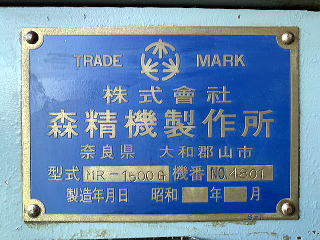 TRADE MARK
株式會社
森精機製作所
奈良県 大和郡山市
型式 MR-1500G 機番 NO.4201
製造年月日 昭和 年 月